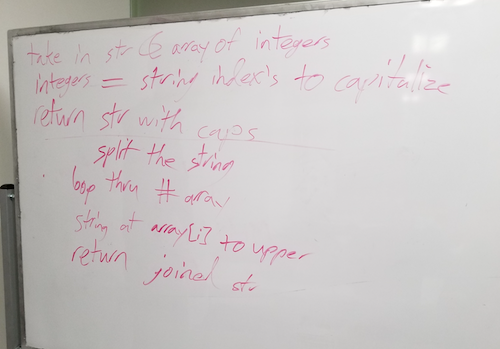 take in str & array of integers
integers = string index's to capitalize
return str with caps
split the string
loop thru # array
string at array[i] to upper
return joined str